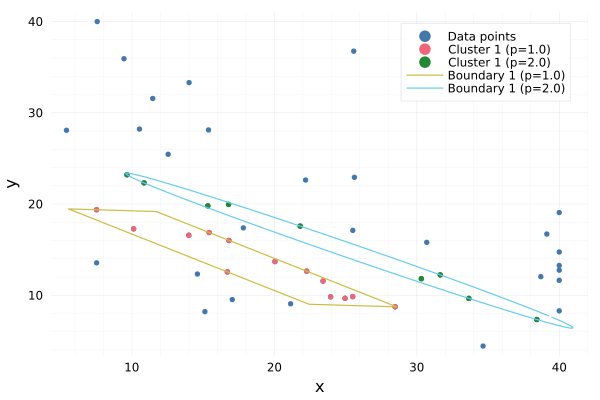 40
30
20
10
y
10
20
30
40
x
Data points
Cluster 1 (p=1.0)
Cluster 1 (p=2.0)
Boundary 1 (p=1.0)
Boundary 1 (p=2.0)